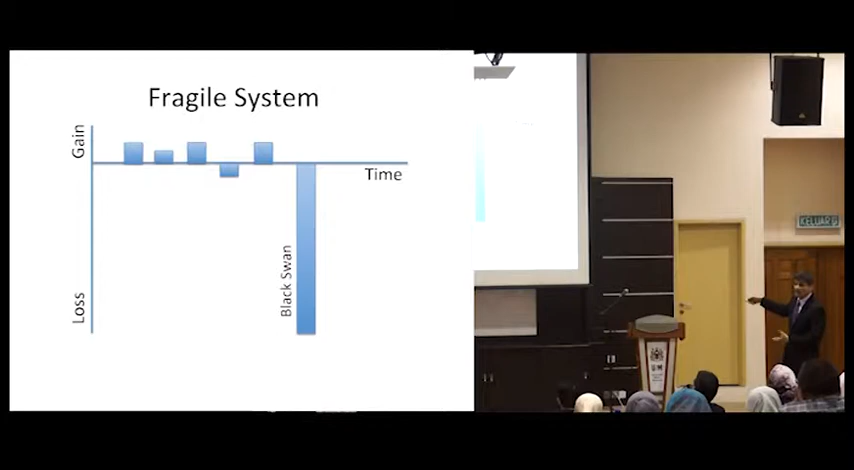 Fragile System
Gain
Time
Black Swan
Loss
KELUAR